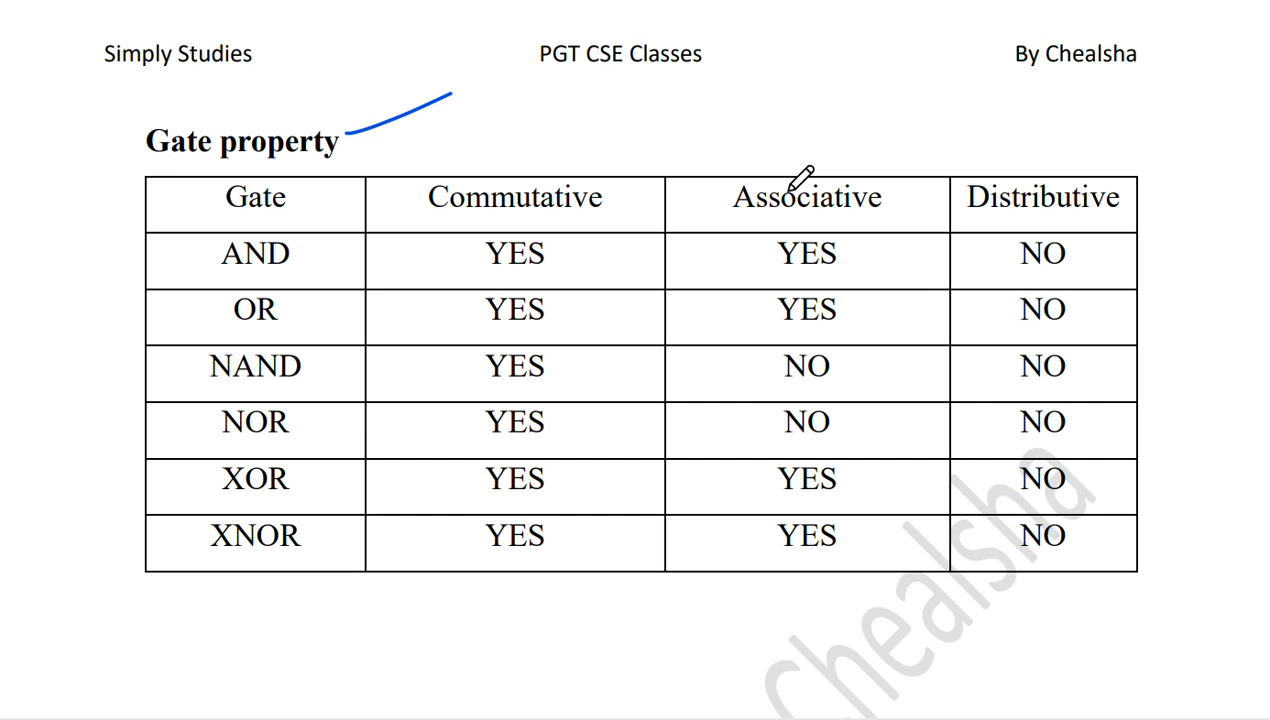 Simply Studies PGT CSE Classes By Chealsha
Gate property
Gate Commutative Associative Distributive
AND YES YES NO
OR YES YES NO
NAND YES NO NO
NOR YES NO NO
XOR YES YES NO
XNOR YES YES NO
Chealsha